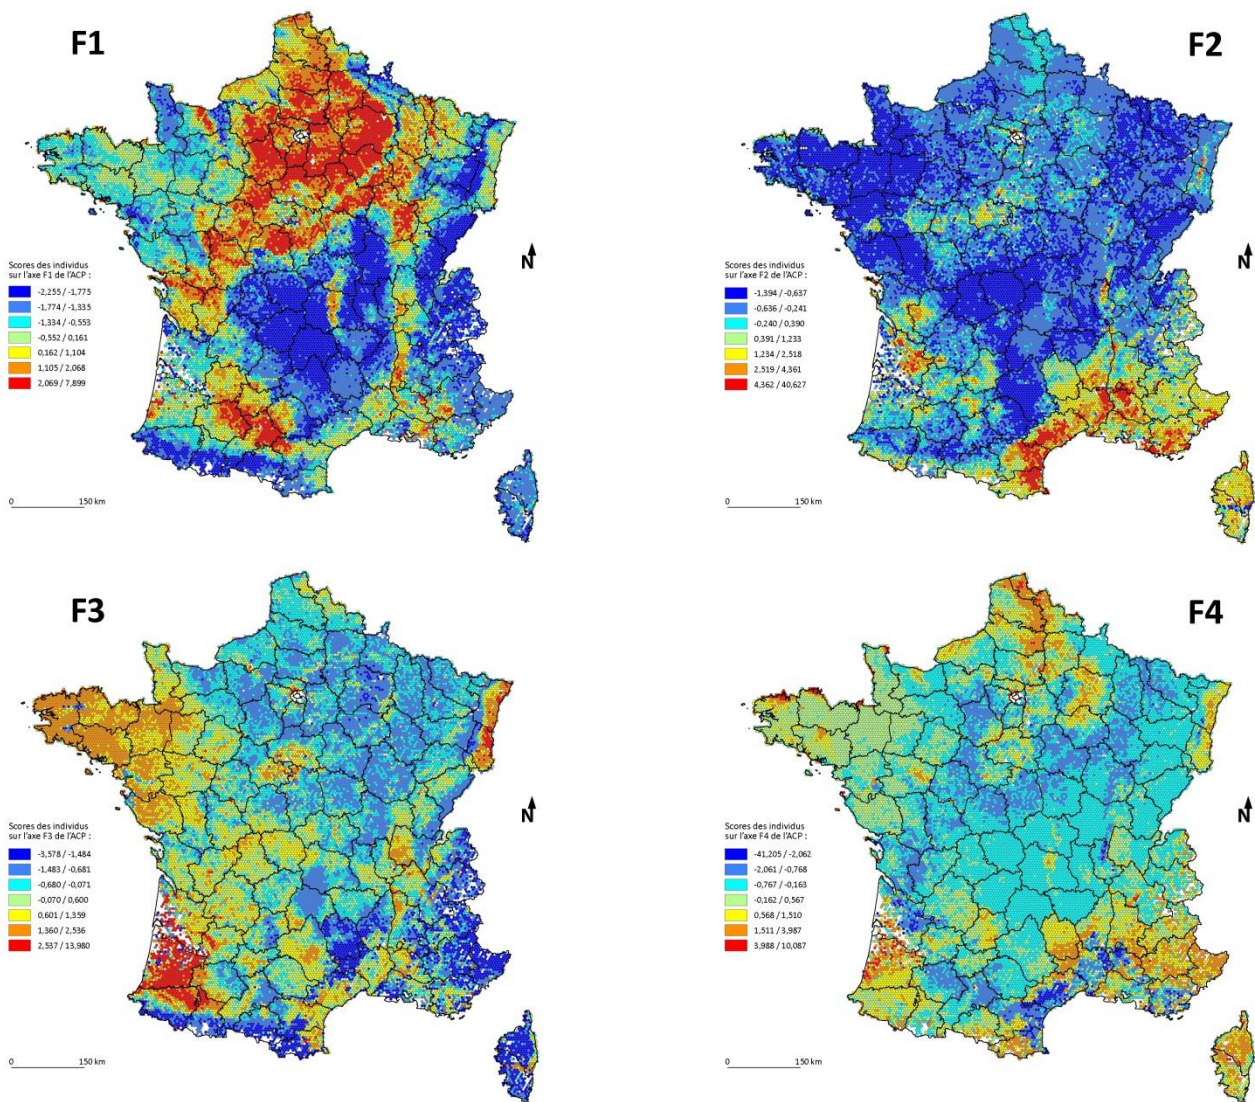 F1
Scores des individus
sur l'axe F1 de l'ACP :
-2,255 / -1,775
-1,774 / -1,335
-1,334 / -0,553
-0,552 / 0,161
0,162 / 1,104
1,105 / 2,068
2,069 / 7,899
0 150 km
N
F2
Scores des individus
sur l'axe F2 de l'ACP :
-1,394 / -0,637
-0,636 / -0,241
-0,240 / 0,390
0,391 / 1,233
1,234 / 2,518
2,519 / 4,361
4,362 / 40,627
0 150 km
N
F3
Scores des individus
sur l'axe F3 de l'ACP :
-3,578 / -1,484
-1,483 / -0,681
-0,680 / -0,071
-0,070 / 0,600
0,601 / 1,359
1,360 / 2,536
2,537 / 13,980
0 150 km
N
F4
Scores des individus
sur l'axe F4 de l'ACP :
-41,205 / -2,062
-2,061 / -0,768
-0,767 / -0,163
-0,162 / 0,567
0,568 / 1,510
1,511 / 3,987
3,988 / 10,087
0 150 km
N